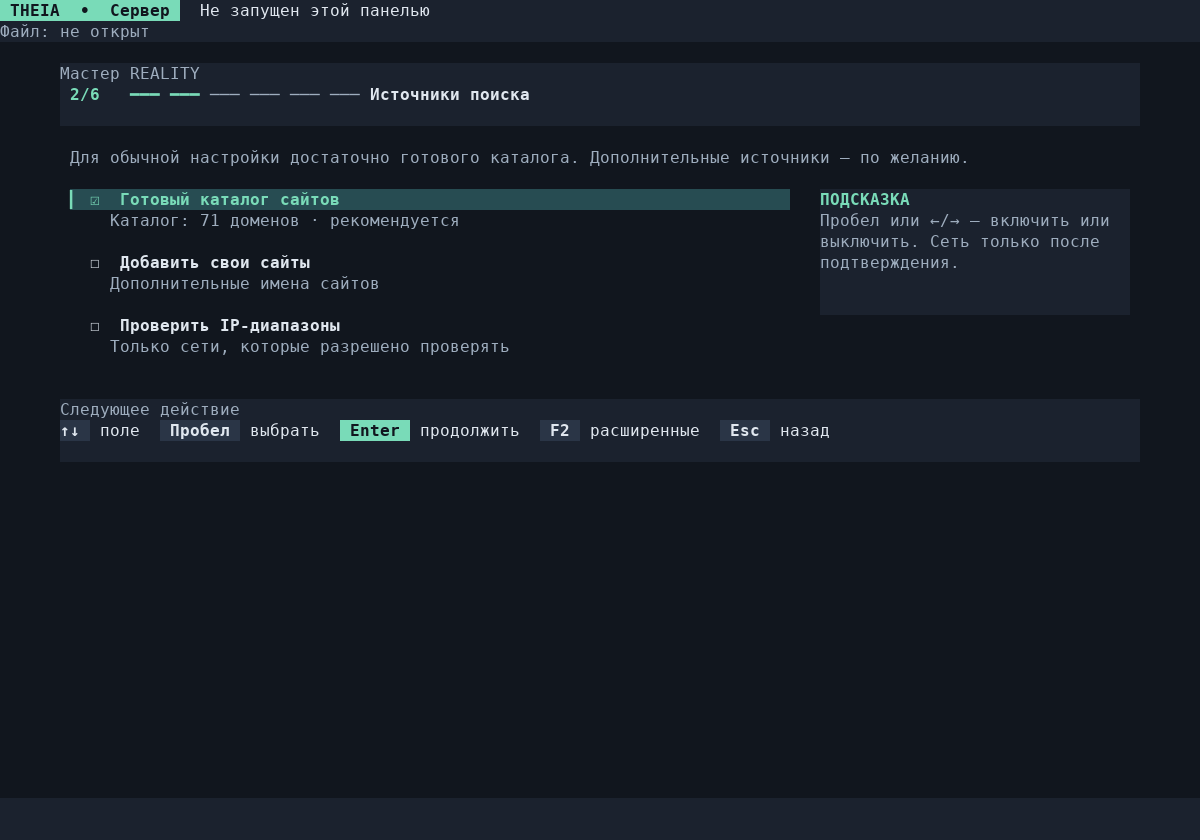 THEIA • Сервер Не запущен этой панелью
Файл: не открыт
Мастер REALITY
2/6 ━━━ ━━━ ─── ─── ─── ─── Источники поиска
Для обычной настройки достаточно готового каталога. Дополнительные источники — по желанию.
☑ Готовый каталог сайтов
Каталог: 71 доменов · рекомендуется
☐ Добавить свои сайты
Дополнительные имена сайтов
☐ Проверить IP-диапазоны
Только сети, которые разрешено проверять
ПОДСКАЗКА
Пробел или ←/→ — включить или
выключить. Сеть только после
подтверждения.
Следующее действие
↑↓ поле Пробел выбрать Enter продолжить F2 расширенные Esc назад